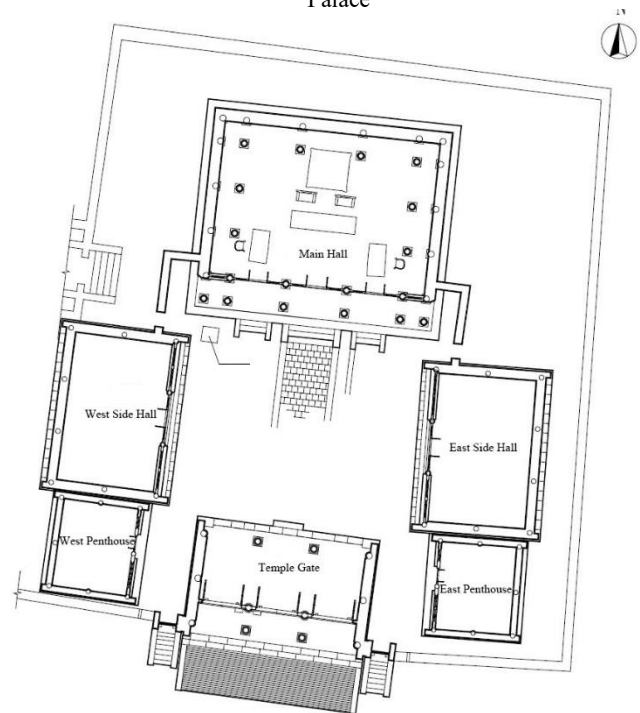 Palace
N
Main Hall
West Side Hall
East Side Hall
West Penthouse
Temple Gate
East Penthouse